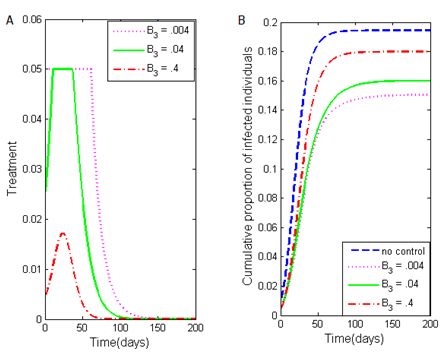 A
B
0.06
0.05
0.04
0.03
0.02
0.01
0
Treatment
0 50 100 150 200
Time(days)
B3 = .004
B3 = .04
B3 = .4
0.2
0.18
0.16
0.14
0.12
0.1
0.08
0.06
0.04
0.02
0
Cumulative proportion of infected individuals
0 50 100 150 200
Time(days)
no control
B3 = .004
B3 = .04
B3 = .4